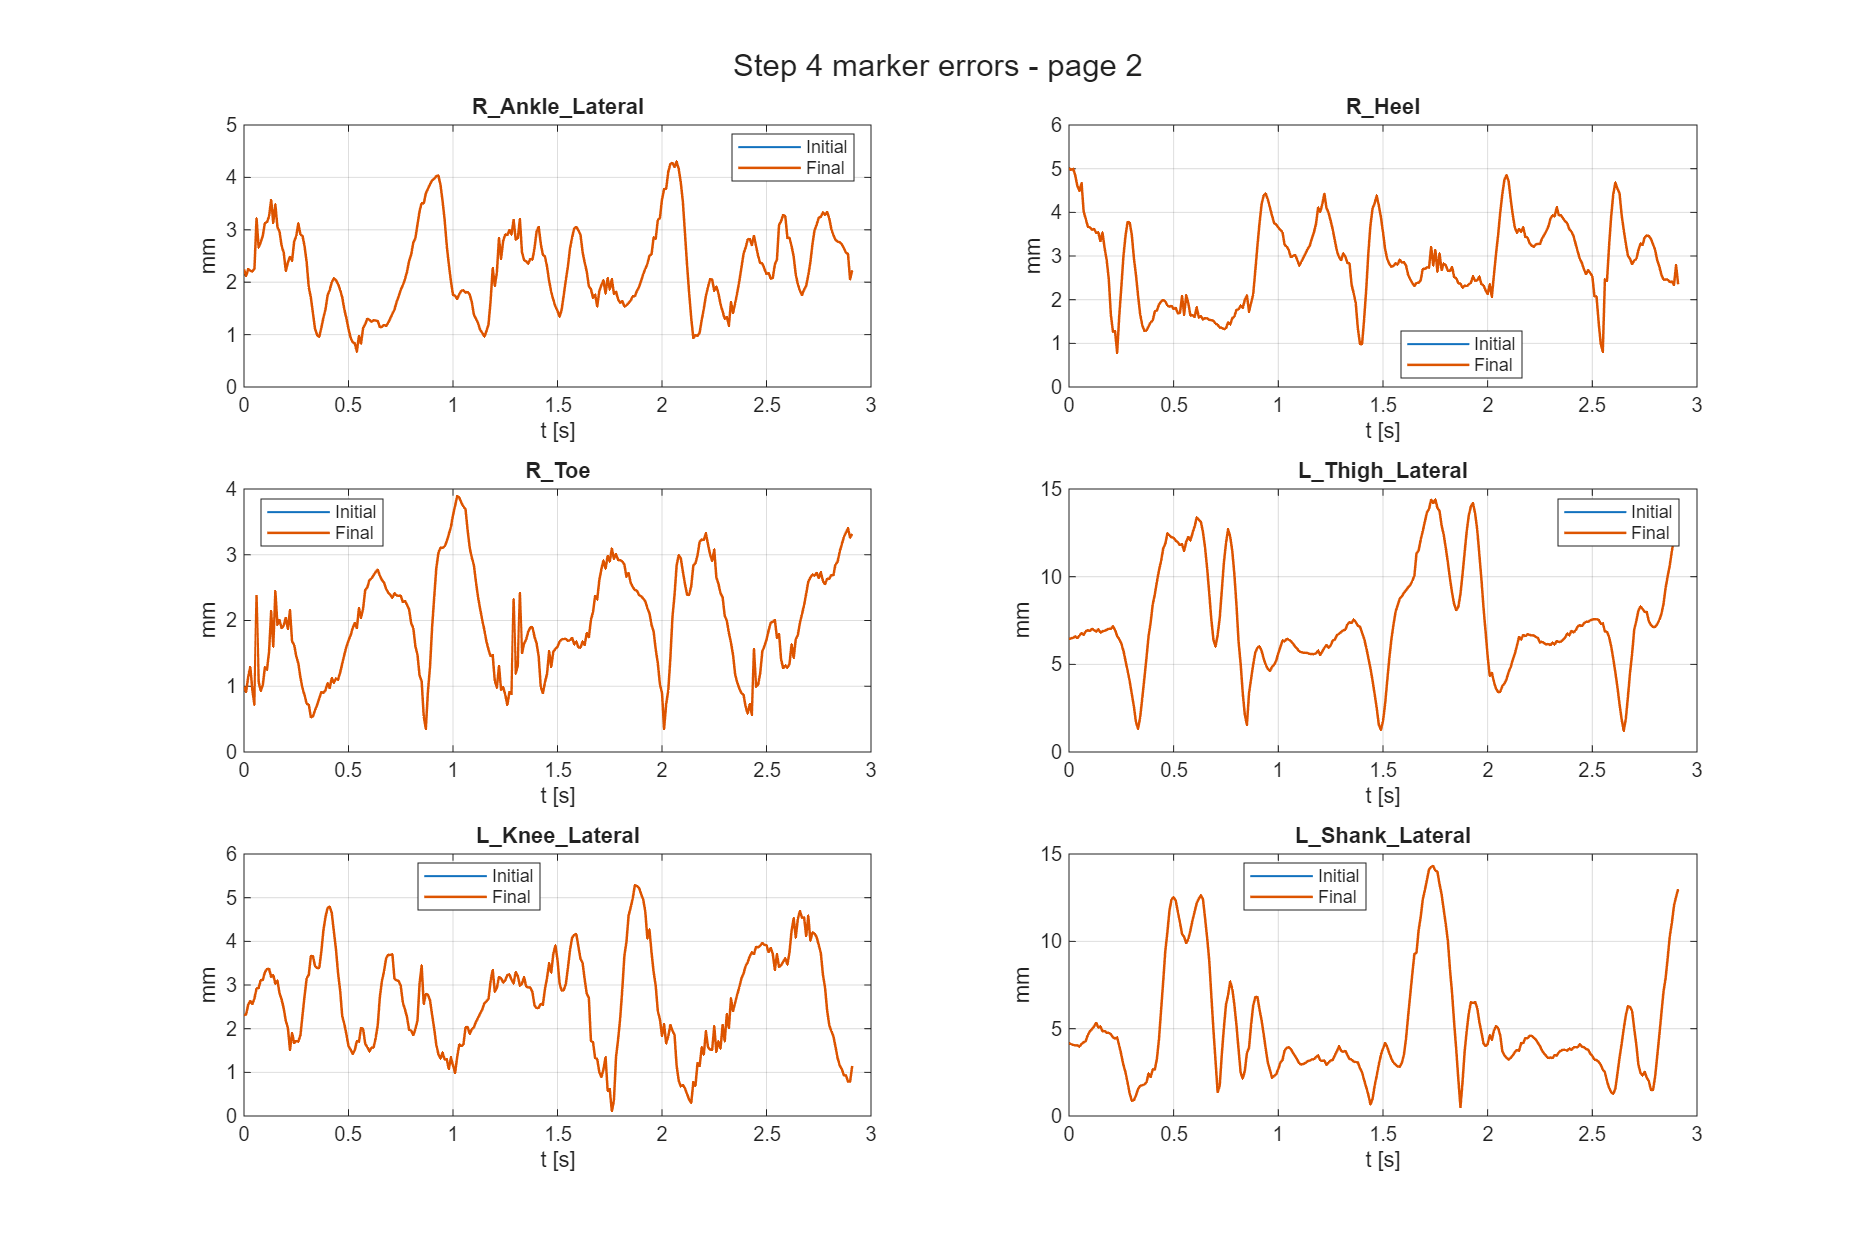 Step 4 marker errors - page 2
R_Ankle_Lateral
5
4
3
2
1
0
mm
Initial
Final
0 0.5 1 1.5 2 2.5 3
t [s]
R_Heel
6
5
4
3
2
1
0
mm
Initial
Final
0 0.5 1 1.5 2 2.5 3
t [s]
R_Toe
4
3
2
1
0
mm
Initial
Final
0 0.5 1 1.5 2 2.5 3
t [s]
L_Thigh_Lateral
15
10
5
0
mm
Initial
Final
0 0.5 1 1.5 2 2.5 3
t [s]
L_Knee_Lateral
6
5
4
3
2
1
0
mm
Initial
Final
0 0.5 1 1.5 2 2.5 3
t [s]
L_Shank_Lateral
15
10
5
0
mm
Initial
Final
0 0.5 1 1.5 2 2.5 3
t [s]